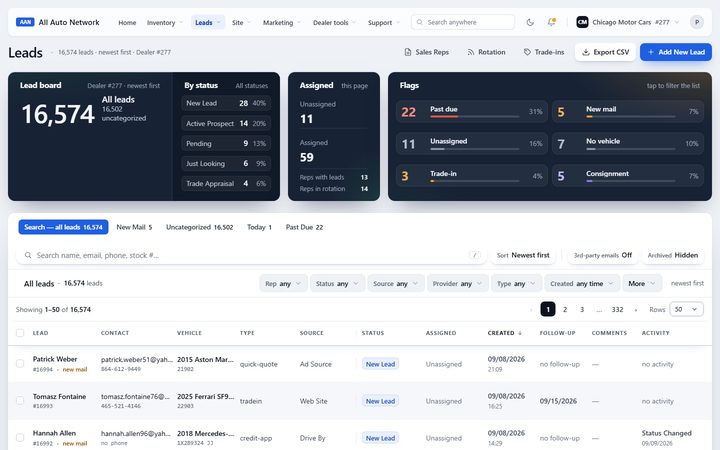 AAN All Auto Network Home Inventory Leads Site Marketing Dealer tools Support Search anywhere CM Chicago Motor Cars #277 P
Leads · 16,574 leads · newest first · Dealer #277 Sales Reps Rotation Trade-ins Export CSV + Add New Lead
Lead board Dealer #277 · newest first
16,574 All leads
16,502
uncategorized
By status All statuses
New Lead 28 40%
Active Prospect 14 20%
Pending 9 13%
Just Looking 6 9%
Trade Appraisal 4 6%
Assigned this page
Unassigned
11
Assigned
59
Reps with leads 13
Reps in rotation 14
Flags tap to filter the list
22 Past due 31%
5 New mail 7%
11 Unassigned 16%
7 No vehicle 10%
3 Trade-in 4%
5 Consignment 7%
Search — all leads 16,574 New Mail 5 Uncategorized 16,502 Today 1 Past Due 22
Search name, email, phone, stock #... / Sort Newest first 3rd-party emails Off Archived Hidden
All leads · 16,574 leads Rep any Status any Source any Provider any Type any Created any time More newest first
Showing 1–50 of 16,574 ‹ 1 2 3 ... 332 › Rows 50
LEAD CONTACT VEHICLE TYPE SOURCE STATUS ASSIGNED CREATED ↓ FOLLOW-UP COMMENTS ACTIVITY
Patrick Weber patrick.weber51@yah... 2015 Aston Mar... quick-quote Ad Source New Lead Unassigned 09/08/2026 no follow-up — no activity
#16994 · new mail 864-612-9449 21902 21:09
Tomasz Fontaine tomasz.fontaine76@... 2025 Ferrari SF9... tradein Web Site New Lead Unassigned 09/08/2026 09/15/2026 — no activity
#16993 465-521-4146 22903 16:25
Hannah Allen hannah.allen96@yah... 2018 Mercedes-... credit-app Drive By New Lead Unassigned 09/08/2026 no follow-up — Status Changed
#16992 · new mail no phone SX289324 JJ 14:29 09/09/2026